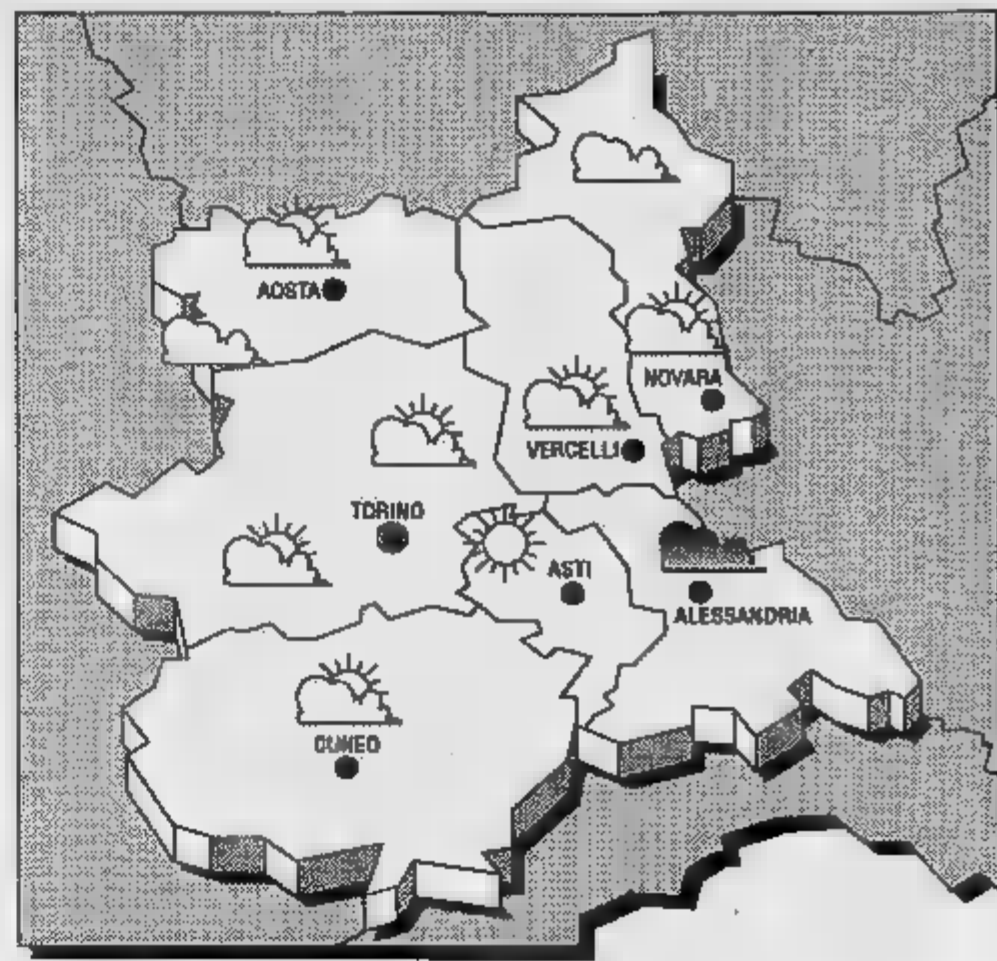 AOSTA
NOVARA
VERCELLI
TORINO
ASTI
ALESSANDRIA
CUNEO